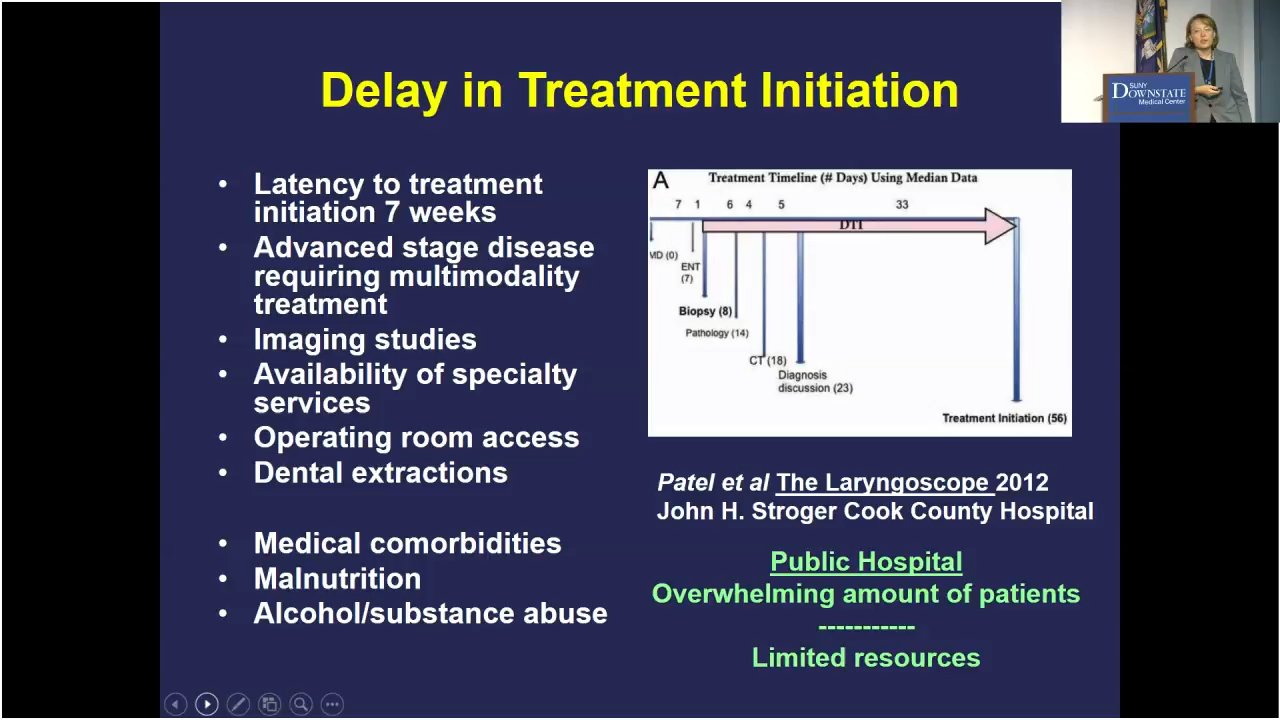 Delay in Treatment Initiation
SUNY
DOWNSTATE
Medical Center
• Latency to treatment
initiation 7 weeks
• Advanced stage disease
requiring multimodality
treatment
• Imaging studies
• Availability of specialty
services
• Operating room access
• Dental extractions
• Medical comorbidities
• Malnutrition
• Alcohol/substance abuse
A
Treatment Timeline (# Days) Using Median Data
7 1 6 4 5 33
DTI
MD (0)
ENT
(7)
Biopsy (8)
Pathology (14)
CT (18)
Diagnosis
discussion (23)
Treatment Initiation (56)
Patel et al The Laryngoscope 2012
John H. Stroger Cook County Hospital
Public Hospital
Overwhelming amount of patients
-----------
Limited resources